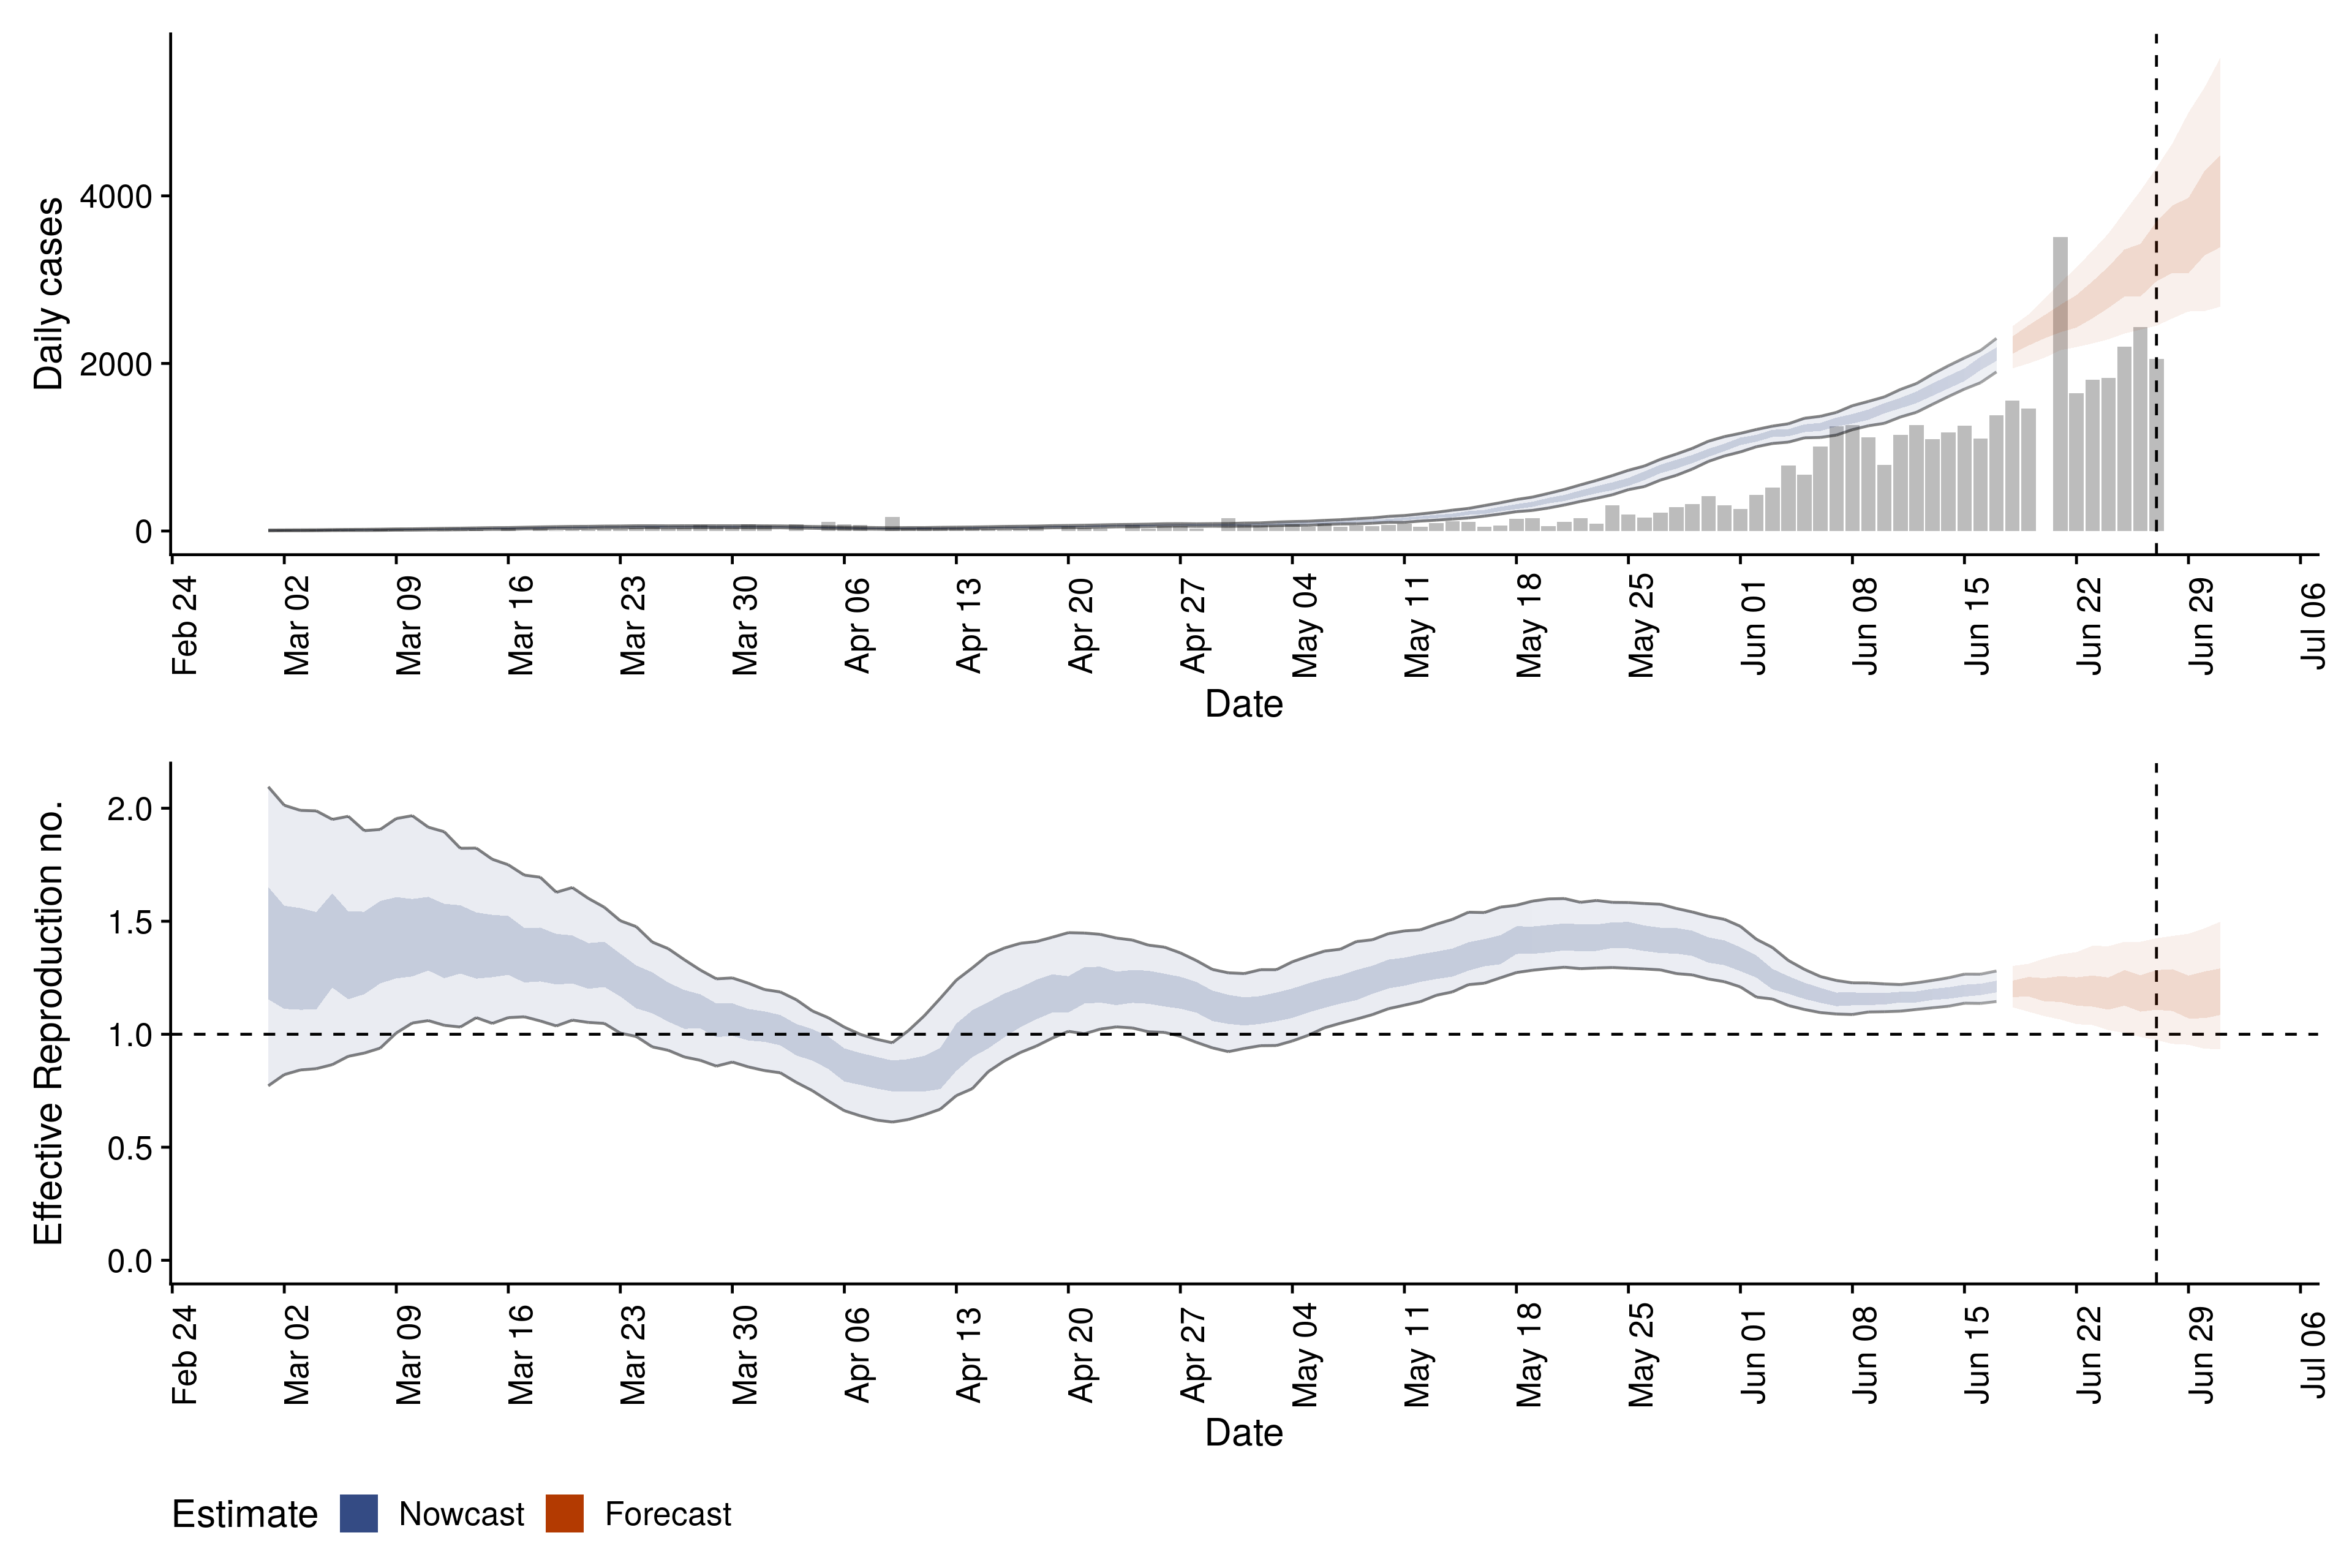 Daily cases
4000
2000
0
Feb 24
Mar 02
Mar 09
Mar 16
Mar 23
Mar 30
Apr 06
Apr 13
Apr 20
Apr 27
May 04
May 11
May 18
May 25
Jun 01
Jun 08
Jun 15
Jun 22
Jun 29
Jul 06
Date
Effective Reproduction no.
2.0
1.5
1.0
0.5
0.0
Feb 24
Mar 02
Mar 09
Mar 16
Mar 23
Mar 30
Apr 06
Apr 13
Apr 20
Apr 27
May 04
May 11
May 18
May 25
Jun 01
Jun 08
Jun 15
Jun 22
Jun 29
Jul 06
Date
Estimate Nowcast Forecast